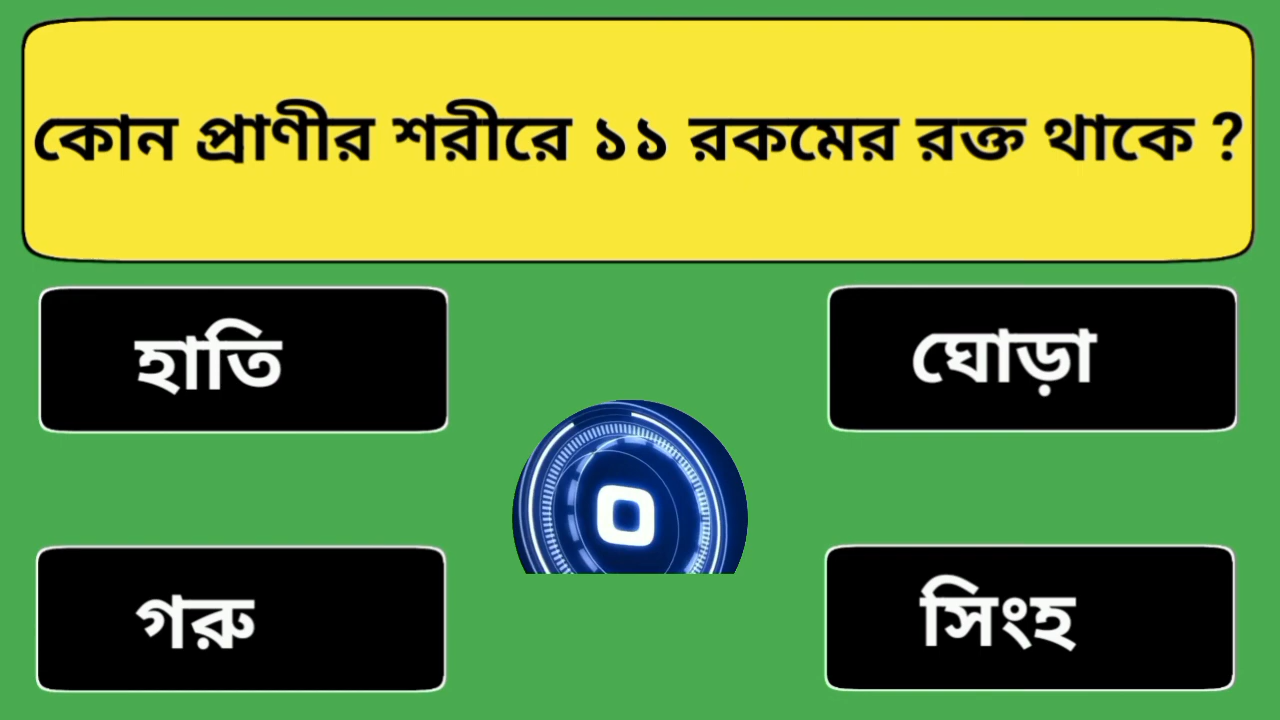 কোন প্রাণীর শরীরে ১১ রকমের রক্ত থাকে ?
হাতি
ঘোড়া
0
গরু
সিংহ